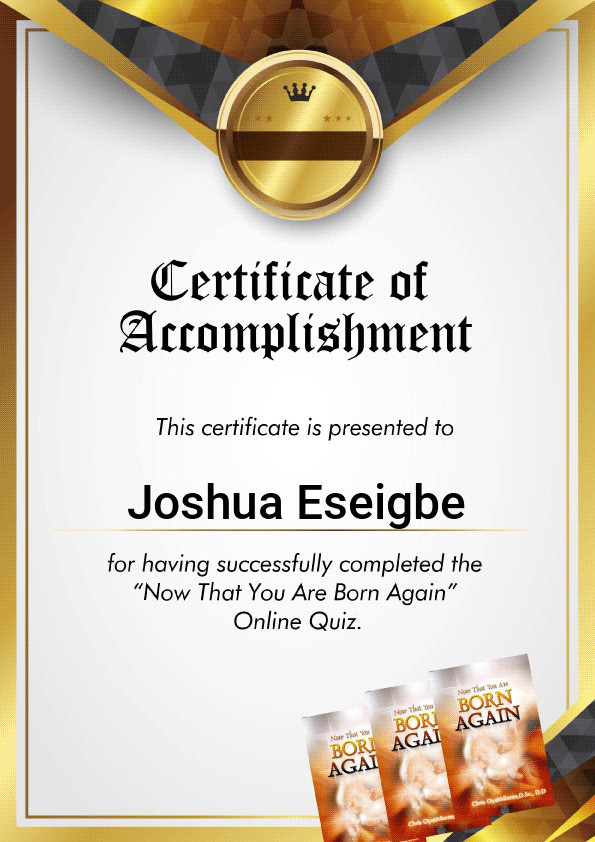 Certificate of
Accomplishment
This certificate is presented to
Joshua Eseigbe
for having successfully completed the
“Now That You Are Born Again”
Online Quiz.
Now That You Are
BORN
AGAIN
Now That You
BORN
AGAIN
Now That You
BORN
AGAIN
Chris Oyakhilome,D.Sc., D.D
Chris Oyakhilome